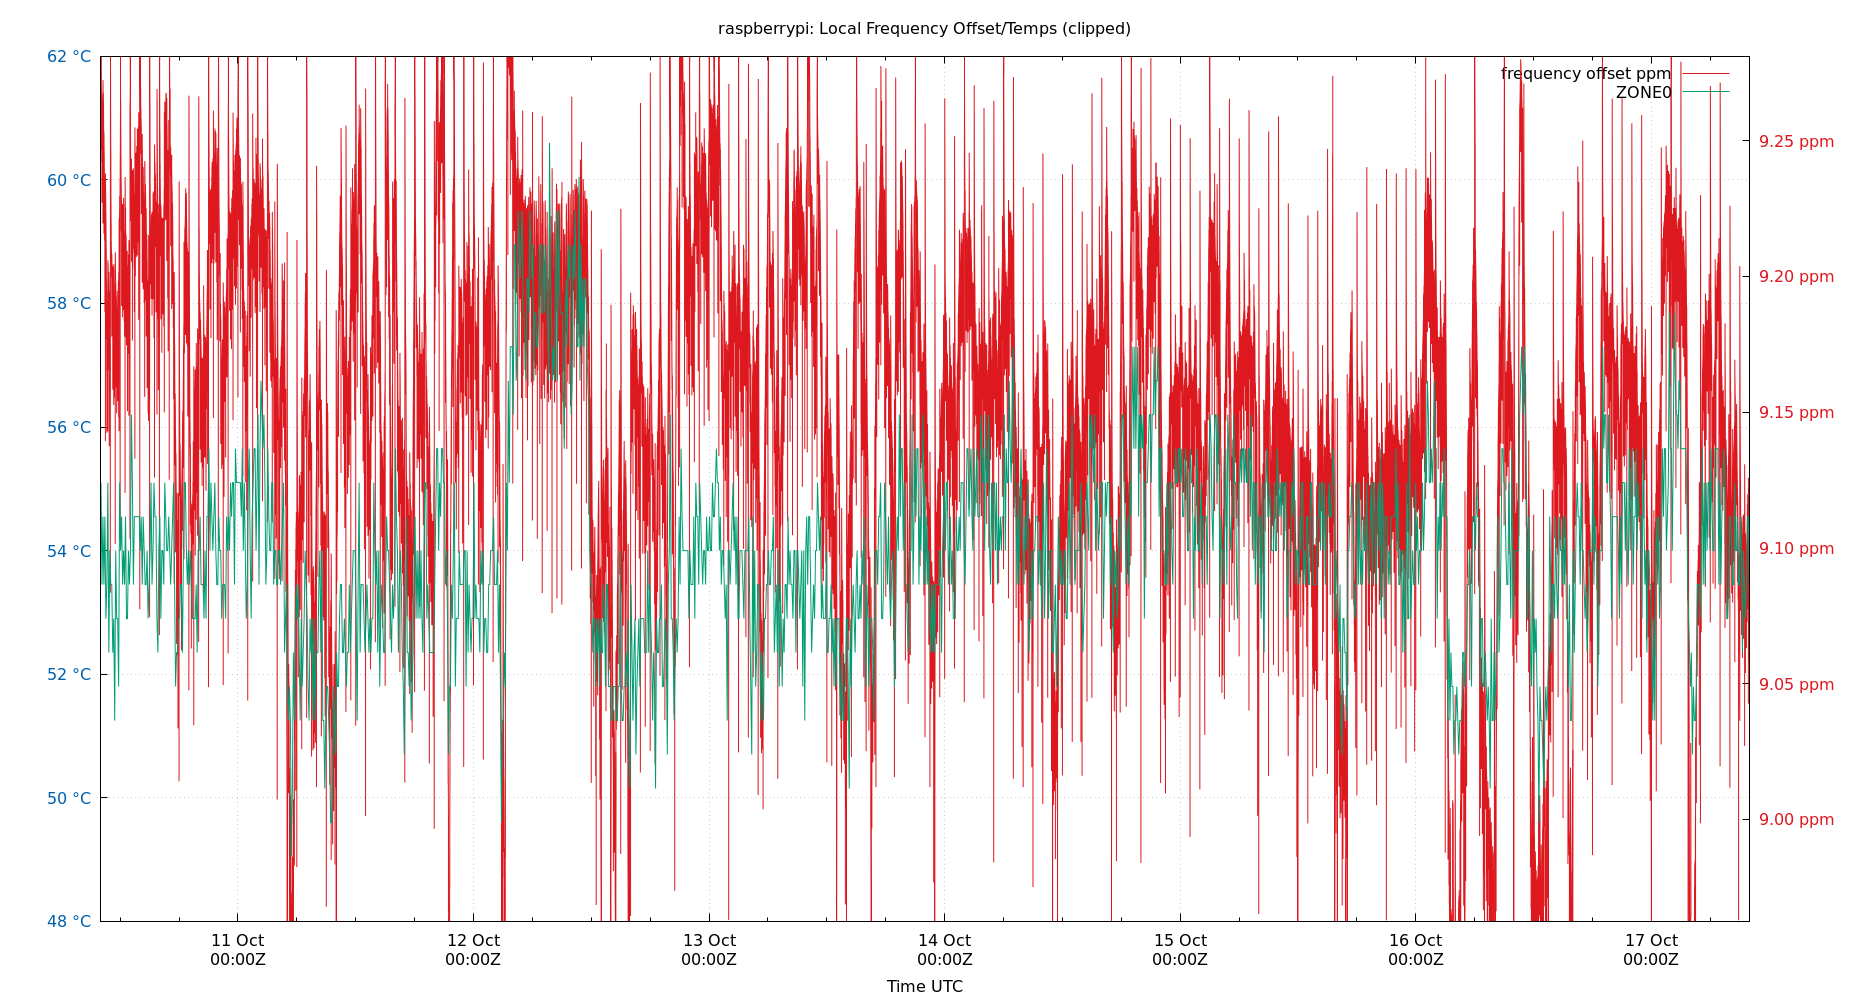 raspberrypi: Local Frequency Offset/Temps (clipped)
frequency offset ppm
ZONE0
62 °C
60 °C
58 °C
56 °C
54 °C
52 °C
50 °C
48 °C
9.25 ppm
9.20 ppm
9.15 ppm
9.10 ppm
9.05 ppm
9.00 ppm
11 Oct 12 Oct 13 Oct 14 Oct 15 Oct 16 Oct 17 Oct
00:00Z 00:00Z 00:00Z 00:00Z 00:00Z 00:00Z 00:00Z
Time UTC